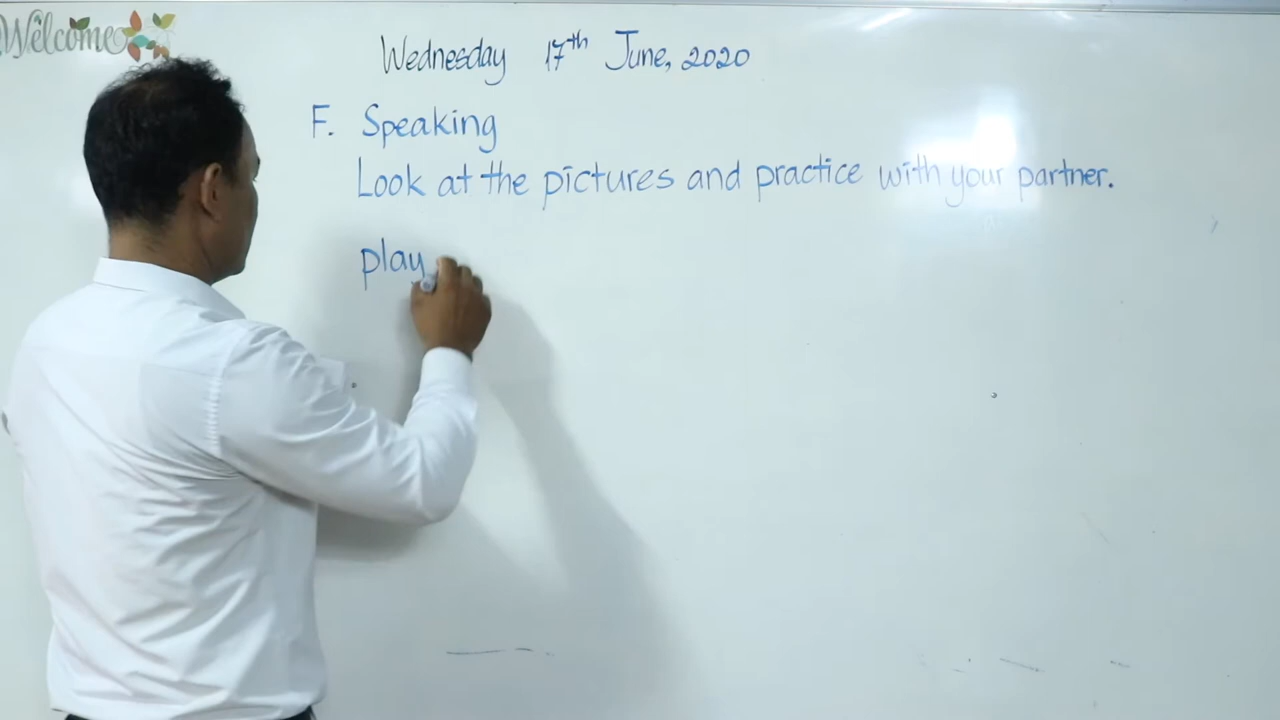 Welcome
Wednesday 17th June, 2020
F. Speaking
Look at the pictures and practice with your partner.
play